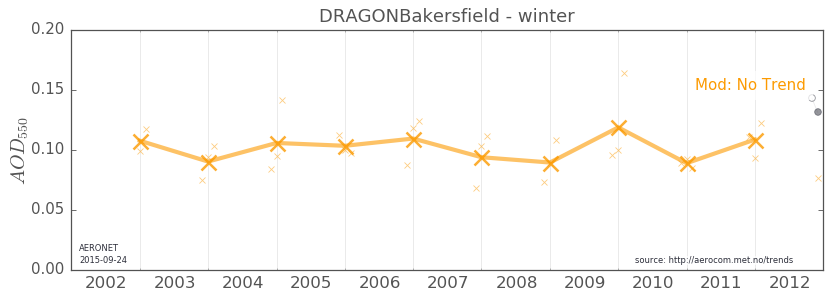 DRAGONBakersfield - winter
0.20
0.15
0.10
0.05
0.00
AOD550
Mod: No Trend
AERONET
2015-09-24
source: http://aerocom.met.no/trends
2002 2003 2004 2005 2006 2007 2008 2009 2010 2011 2012